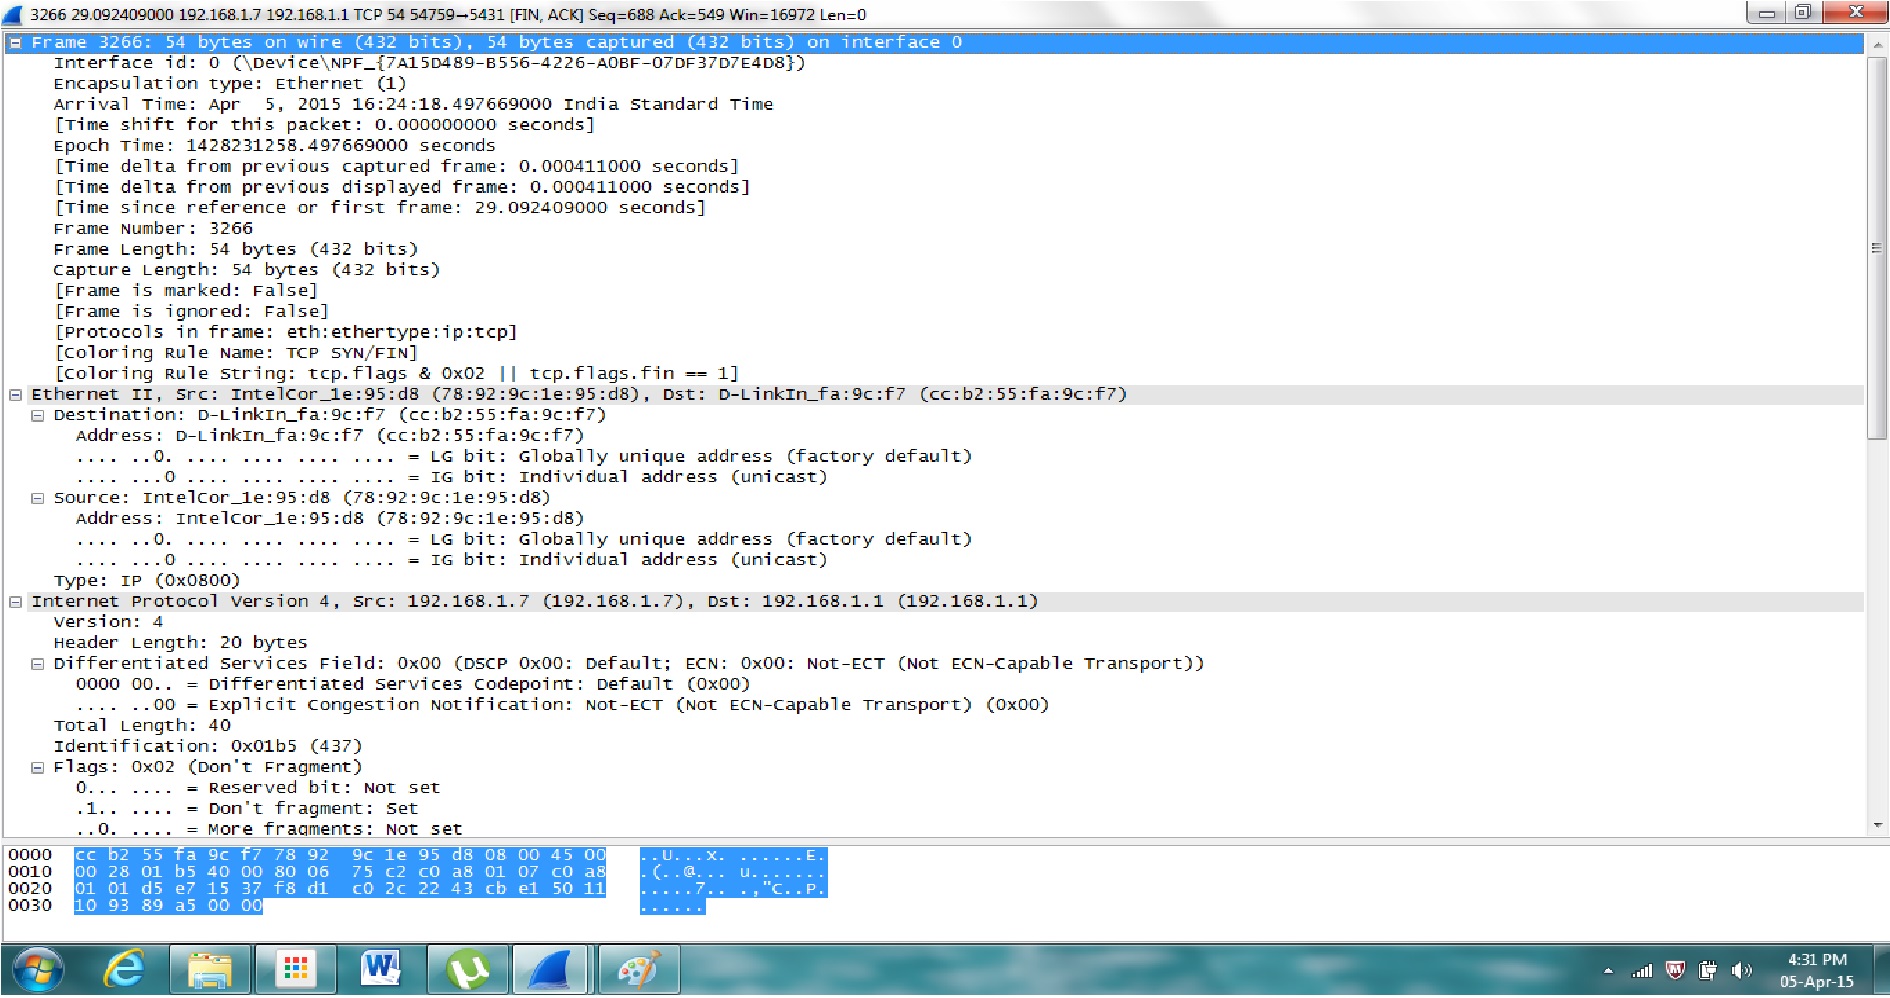 3266 29.092409000 192.168.1.7 192.168.1.1 TCP 54 54759→5431 [FIN, ACK] Seq=688 Ack=549 Win=16972 Len=0
Frame 3266: 54 bytes on wire (432 bits), 54 bytes captured (432 bits) on interface 0
Interface id: 0 (\Device\NPF_{7A15D489-B556-4226-A0BF-07DF37D7E4D8})
Encapsulation type: Ethernet (1)
Arrival Time: Apr  5, 2015 16:24:18.497669000 India Standard Time
[Time shift for this packet: 0.000000000 seconds]
Epoch Time: 1428231258.497669000 seconds
[Time delta from previous captured frame: 0.000411000 seconds]
[Time delta from previous displayed frame: 0.000411000 seconds]
[Time since reference or first frame: 29.092409000 seconds]
Frame Number: 3266
Frame Length: 54 bytes (432 bits)
Capture Length: 54 bytes (432 bits)
[Frame is marked: False]
[Frame is ignored: False]
[Protocols in frame: eth:ethertype:ip:tcp]
[Coloring Rule Name: TCP SYN/FIN]
[Coloring Rule String: tcp.flags & 0x02 || tcp.flags.fin == 1]
Ethernet II, Src: IntelCor_1e:95:d8 (78:92:9c:1e:95:d8), Dst: D-LinkIn_fa:9c:f7 (cc:b2:55:fa:9c:f7)
Destination: D-LinkIn_fa:9c:f7 (cc:b2:55:fa:9c:f7)
Address: D-LinkIn_fa:9c:f7 (cc:b2:55:fa:9c:f7)
.... ..0. .... .... .... .... = LG bit: Globally unique address (factory default)
.... ...0 .... .... .... .... = IG bit: Individual address (unicast)
Source: IntelCor_1e:95:d8 (78:92:9c:1e:95:d8)
Address: IntelCor_1e:95:d8 (78:92:9c:1e:95:d8)
.... ..0. .... .... .... .... = LG bit: Globally unique address (factory default)
.... ...0 .... .... .... .... = IG bit: Individual address (unicast)
Type: IP (0x0800)
Internet Protocol Version 4, Src: 192.168.1.7 (192.168.1.7), Dst: 192.168.1.1 (192.168.1.1)
Version: 4
Header Length: 20 bytes
Differentiated Services Field: 0x00 (DSCP 0x00: Default; ECN: 0x00: Not-ECT (Not ECN-Capable Transport))
0000 00.. = Differentiated Services Codepoint: Default (0x00)
.... ..00 = Explicit Congestion Notification: Not-ECT (Not ECN-Capable Transport) (0x00)
Total Length: 40
Identification: 0x01b5 (437)
Flags: 0x02 (Don't Fragment)
0... .... = Reserved bit: Not set
.1.. .... = Don't fragment: Set
..0. .... = More fragments: Not set
0000 cc b2 55 fa 9c f7 78 92 9c 1e 95 d8 08 00 45 00 ..U...x. ......E.
0010 00 28 01 b5 40 00 80 06 75 c2 c0 a8 01 07 c0 a8 .(..@... u.......
0020 01 01 d5 e7 15 37 f8 d1 c0 2c 22 43 cb e1 50 11 .....7.. .,"C..P.
0030 10 93 89 a5 00 00 ......
4:31 PM
05-Apr-15